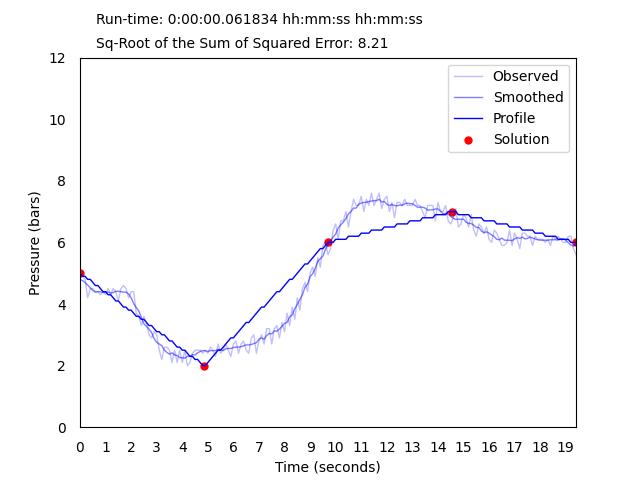 Run-time: 0:00:00.061834 hh:mm:ss hh:mm:ss
Sq-Root of the Sum of Squared Error: 8.21
Observed
Smoothed
Profile
Solution
Pressure (bars)
12
10
8
6
4
2
0
0 1 2 3 4 5 6 7 8 9 10 11 12 13 14 15 16 17 18 19
Time (seconds)